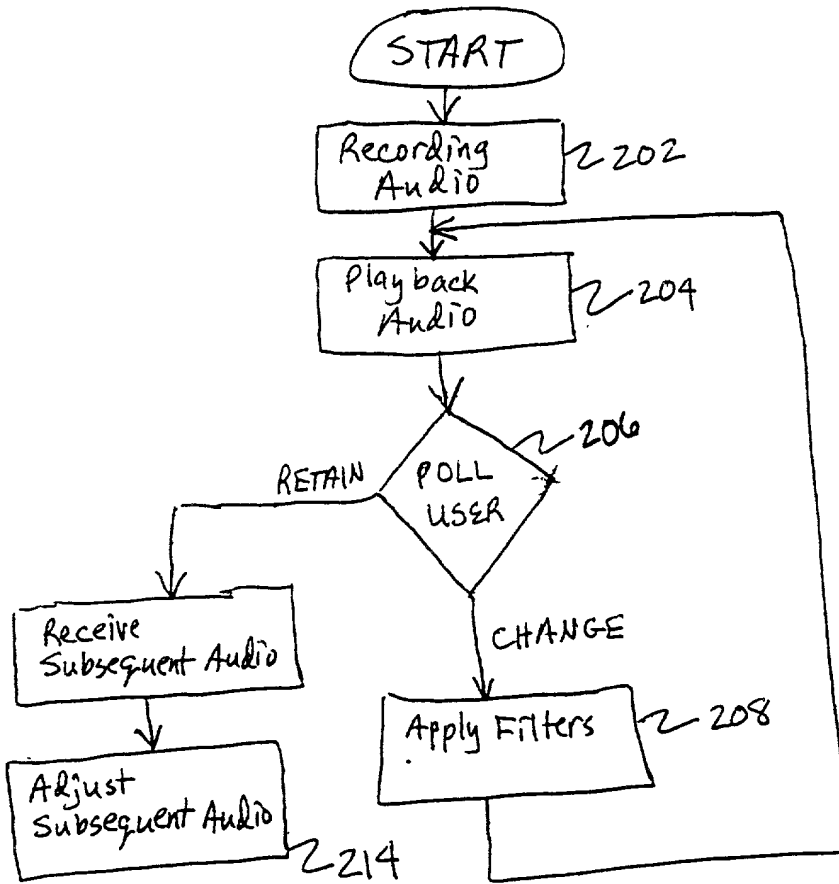 START
Recording
Audio
202
Playback
Audio
204
206
POLL
USER
RETAIN
CHANGE
Receive
Subsequent Audio
Apply Filters
208
Adjust
Subsequent Audio
214